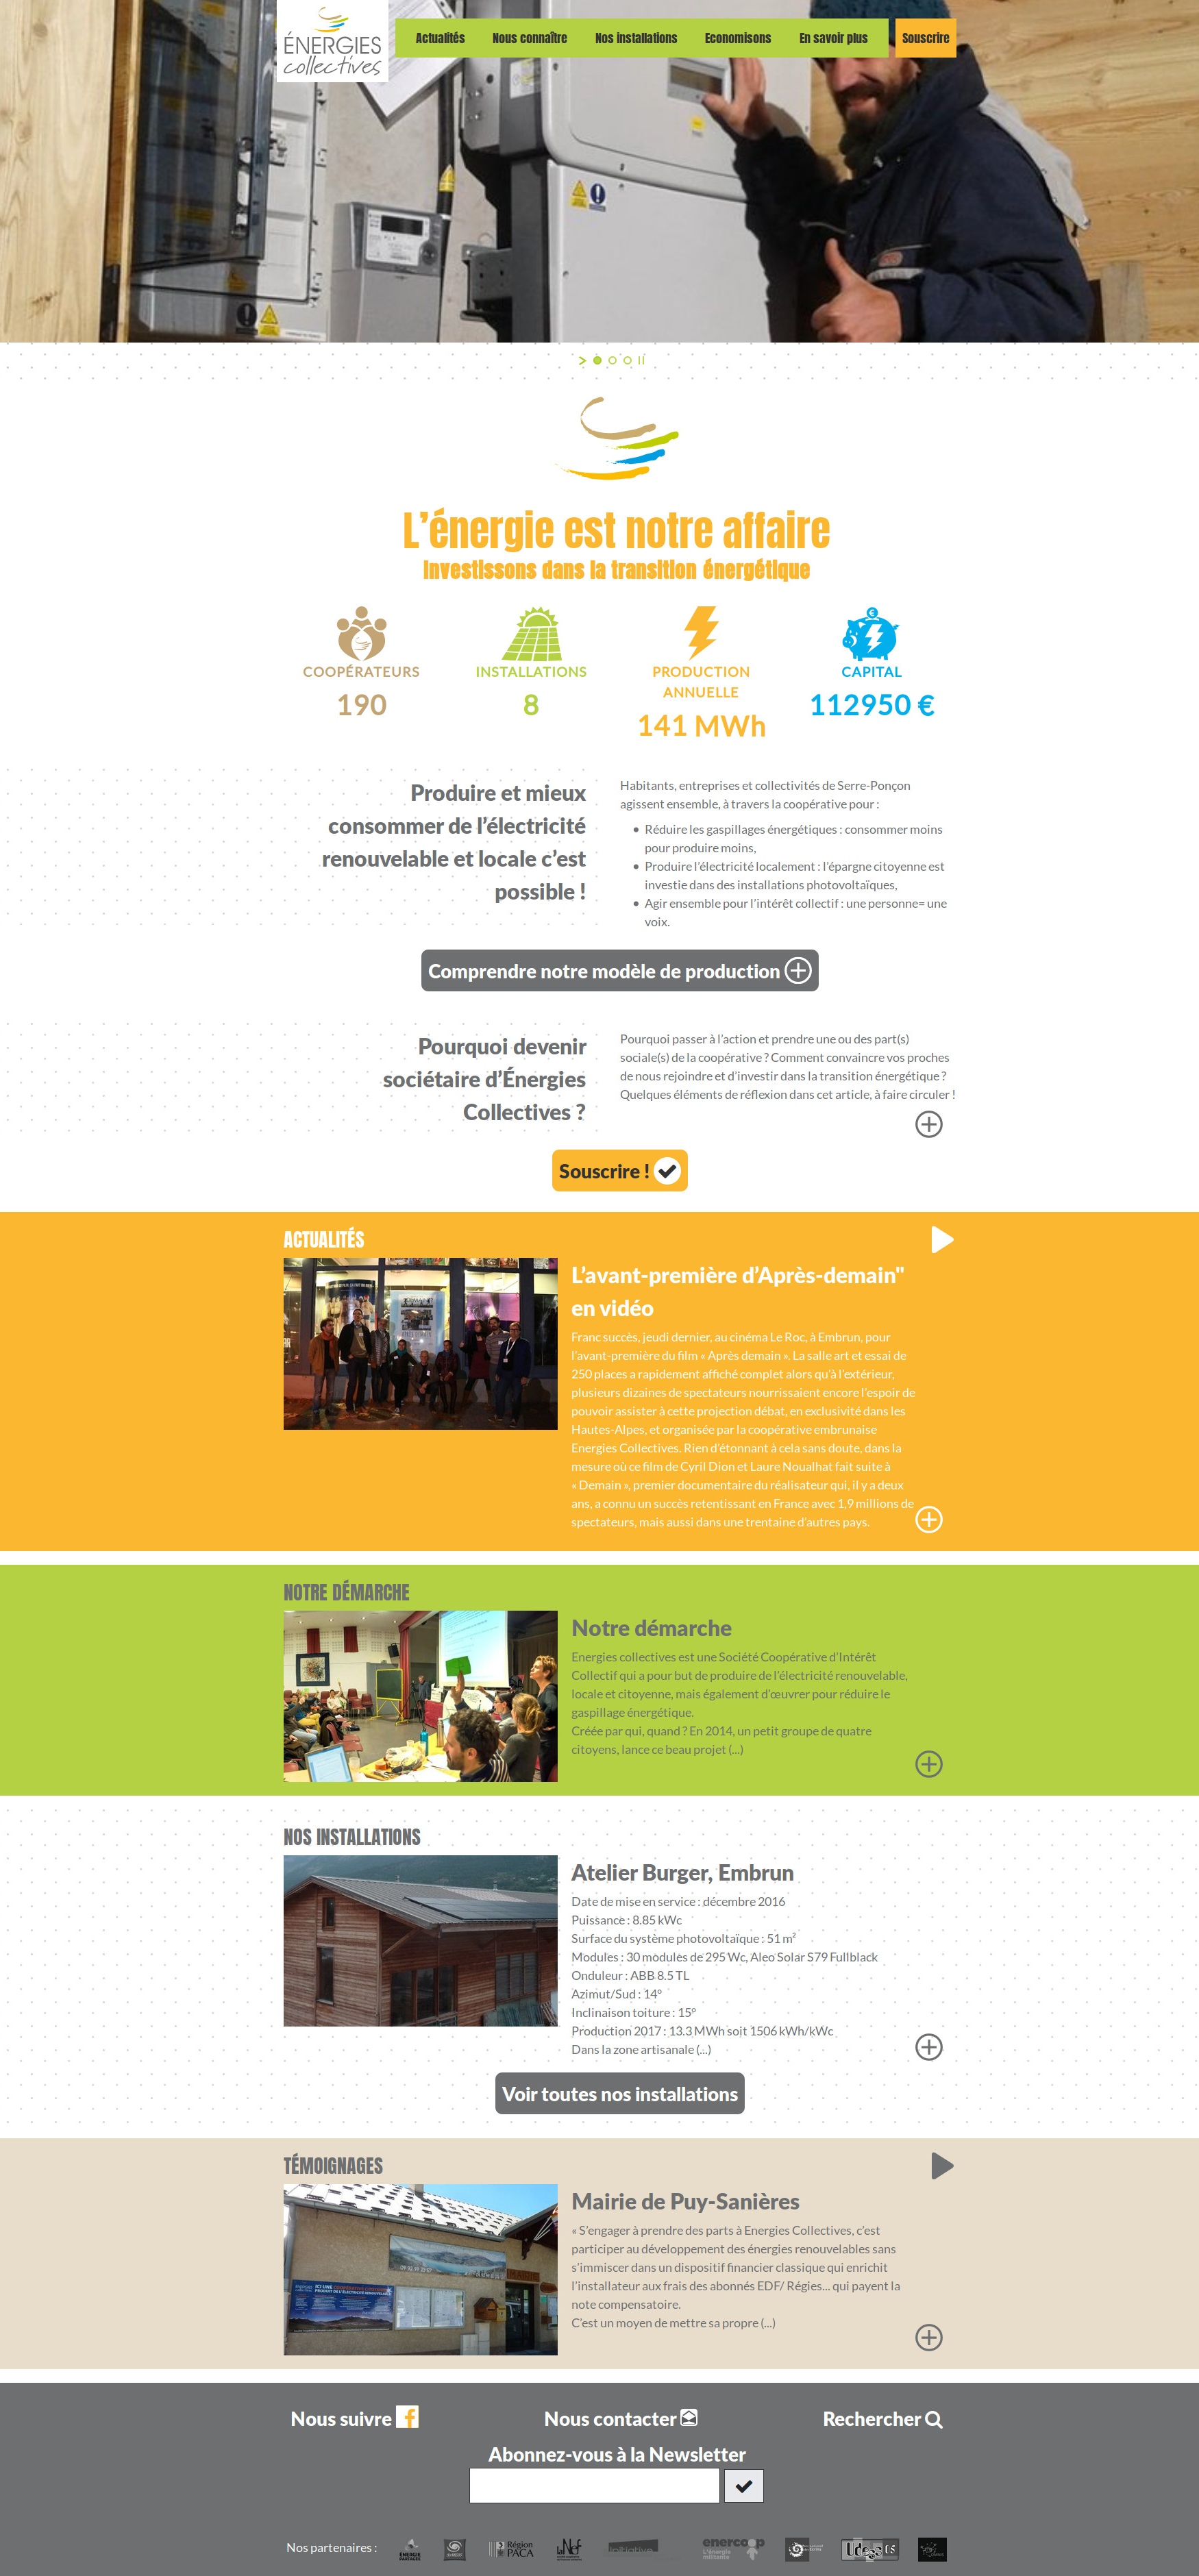 ÉNERGIES
collectives
Actualités
Nous connaître
Nos installations
Economisons
En savoir plus
Souscrire
L’énergie est notre affaire
Investissons dans la transition énergétique
COOPÉRATEURS
190
INSTALLATIONS
8
PRODUCTION
ANNUELLE
141 MWh
CAPITAL
112950 €
Produire et mieux
consommer de l’électricité
renouvelable et locale c’est
possible !
Habitants, entreprises et collectivités de Serre-Ponçon
agissent ensemble, à travers la coopérative pour :
• Réduire les gaspillages énergétiques : consommer moins
pour produire moins,
• Produire l’électricité localement : l’épargne citoyenne est
investie dans des installations photovoltaïques,
• Agir ensemble pour l’intérêt collectif : une personne= une
voix.
Comprendre notre modèle de production
Pourquoi devenir
sociétaire d’Énergies
Collectives ?
Pourquoi passer à l’action et prendre une ou des part(s)
sociale(s) de la coopérative ? Comment convaincre vos proches
de nous rejoindre et d’investir dans la transition énergétique ?
Quelques éléments de réflexion dans cet article, à faire circuler !
Souscrire !
ACTUALITÉS
L’avant-première d’Après-demain"
en vidéo
Franc succès, jeudi dernier, au cinéma Le Roc, à Embrun, pour
l’avant-première du film « Après demain ». La salle art et essai de
250 places a rapidement affiché complet alors qu’à l’extérieur,
plusieurs dizaines de spectateurs nourrissaient encore l’espoir de
pouvoir assister à cette projection débat, en exclusivité dans les
Hautes-Alpes, et organisée par la coopérative embrunaise
Energies Collectives. Rien d’étonnant à cela sans doute, dans la
mesure où ce film de Cyril Dion et Laure Noualhat fait suite à
« Demain », premier documentaire du réalisateur qui, il y a deux
ans, a connu un succès retentissant en France avec 1,9 millions de
spectateurs, mais aussi dans une trentaine d’autres pays.
NOTRE DÉMARCHE
Notre démarche
Energies collectives est une Société Coopérative d’Intérêt
Collectif qui a pour but de produire de l’électricité renouvelable,
locale et citoyenne, mais également d’œuvrer pour réduire le
gaspillage énergétique.
Créée par qui, quand ? En 2014, un petit groupe de quatre
citoyens, lance ce beau projet (...)
NOS INSTALLATIONS
Atelier Burger, Embrun
Date de mise en service : décembre 2016
Puissance : 8.85 kWc
Surface du système photovoltaïque : 51 m²
Modules : 30 modules de 295 Wc, Aleo Solar S79 Fullblack
Onduleur : ABB 8.5 TL
Azimut/Sud : 14°
Inclinaison toiture : 15°
Production 2017 : 13.3 MWh soit 1506 kWh/kWc
Dans la zone artisanale (...)
Voir toutes nos installations
TÉMOIGNAGES
Mairie de Puy-Sanières
« S’engager à prendre des parts à Energies Collectives, c’est
participer au développement des énergies renouvelables sans
s’immiscer dans un dispositif financier classique qui enrichit
l’installateur aux frais des abonnés EDF/ Régies... qui payent la
note compensatoire.
C’est un moyen de mettre sa propre (...)
Nous suivre
Nous contacter
Rechercher
Abonnez-vous à la Newsletter
Nos partenaires :
ÉNERGIE
PARTAGÉE
Région
PACA
la Nef
enercoop
L'énergie
militante